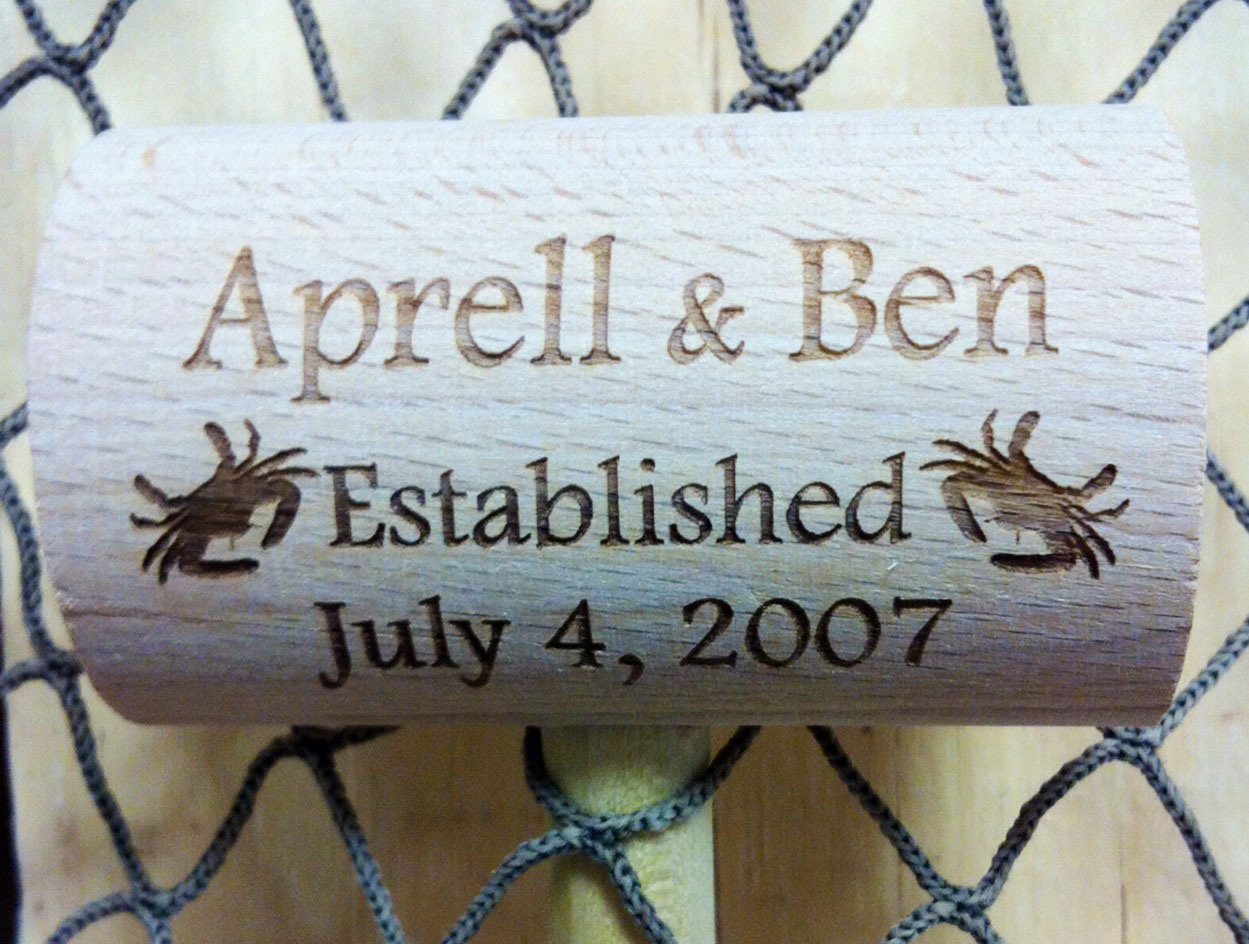 Aprell & Ben
Established
July 4, 2007